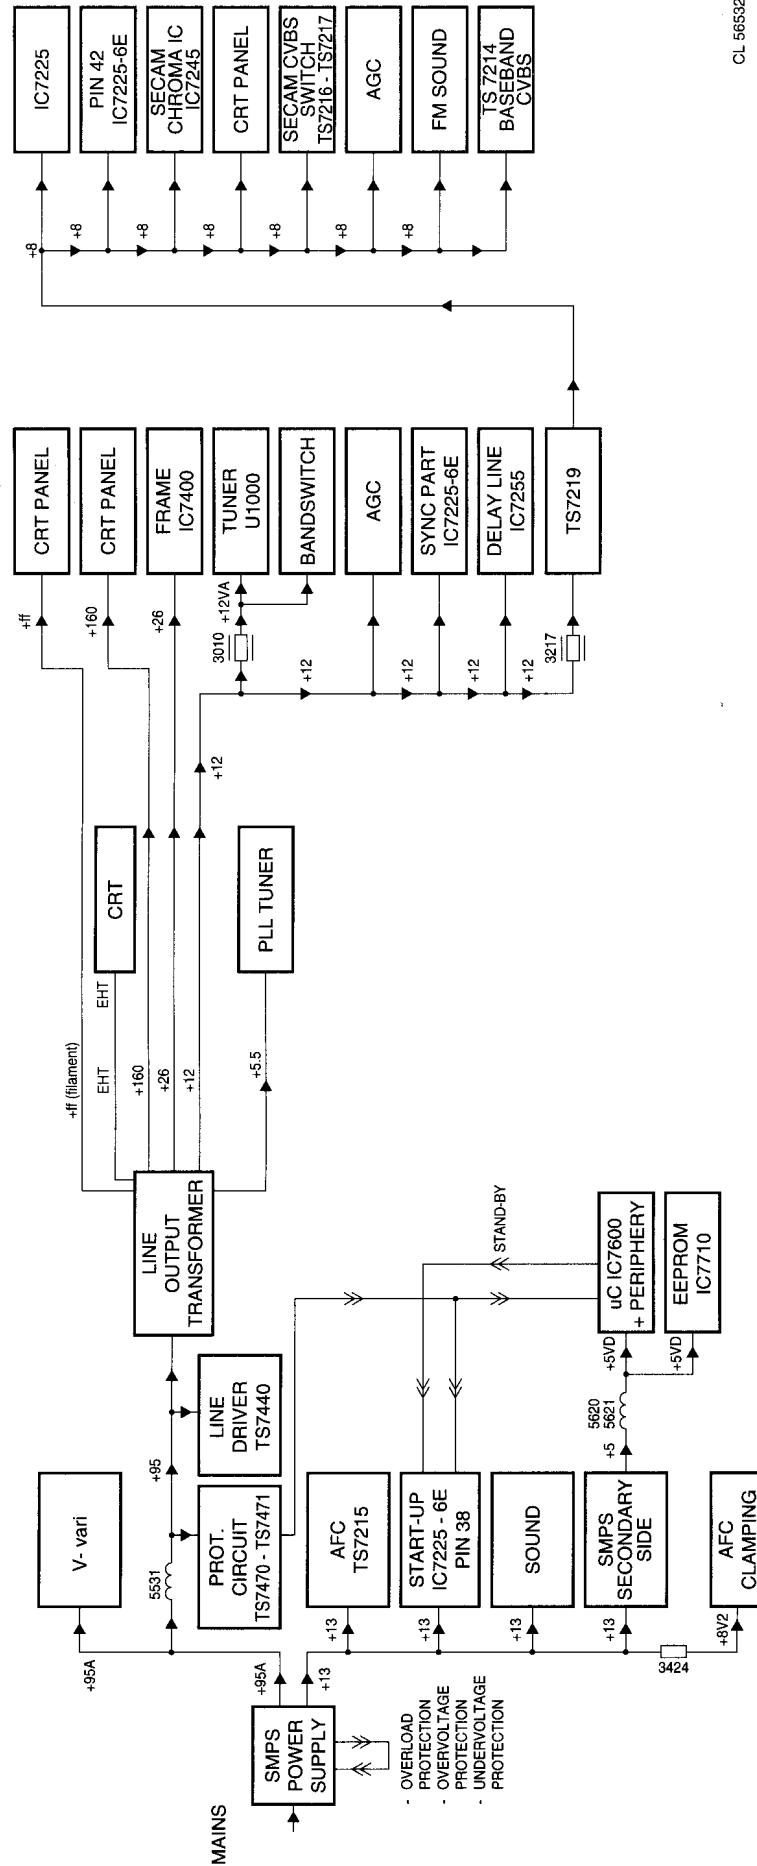 CL 56532
IC7225
PIN 42
IC7225-6E
SECAM
CHROMA IC
IC7245
CRT PANEL
SECAM CVBS
SWITCH
TS7216 - TS7217
AGC
FM SOUND
TS 7214
BASEBAND
CVBS
+8
+8
+8
+8
+8
+8
+8
CRT PANEL
CRT PANEL
FRAME
IC7400
TUNER
U1000
BANDSWITCH
AGC
SYNC PART
IC7225-6E
DELAY LINE
IC7255
TS7219
+ff
+160
+26
+12VA
3010
3217
+12
+12
+12
+12
+12
CRT
PLL TUNER
EHT
EHT
+ff (filament)
+160
+26
+12
+5.5
LINE
OUTPUT
TRANSFORMER
STAND-BY
uC IC7600
+ PERIPHERY
EEPROM
IC7710
+5VD
+5VD
5620
5621
+5
LINE
DRIVER
TS7440
+95
V- vari
5531
PROT.
CIRCUIT
TS7470 - TS7471
AFC
TS7215
START-UP
IC7225 - 6E
PIN 38
SOUND
SMPS
SECONDARY
SIDE
AFC
CLAMPING
+95A
+95A
+13
+13
+13
+13
+13
+8V2
3424
SMPS
POWER
SUPPLY
MAINS
- OVERLOAD
PROTECTION
- OVERVOLTAGE
PROTECTION
- UNDERVOLTAGE
PROTECTION